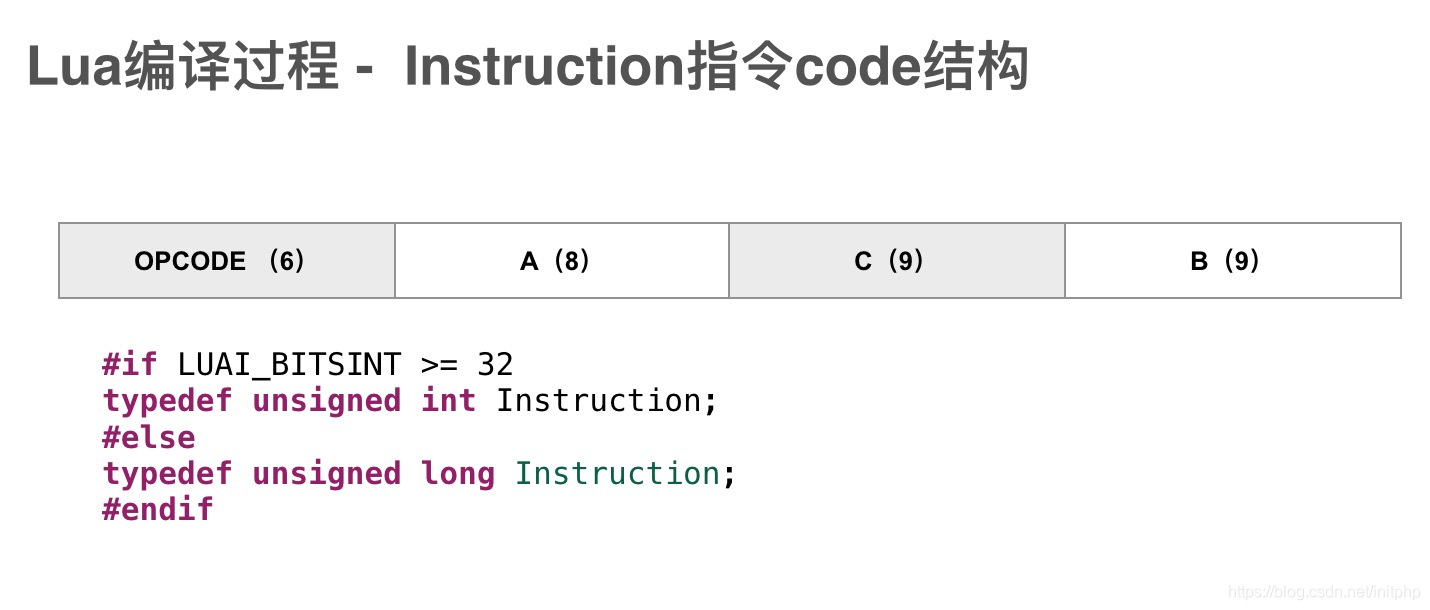 Lua编译过程 - Instruction指令code结构
OPCODE （6） A（8） C（9） B（9）
#if LUAI_BITSINT >= 32
typedef unsigned int Instruction;
#else
typedef unsigned long Instruction;
#endif
https://blog.csdn.net/initphp